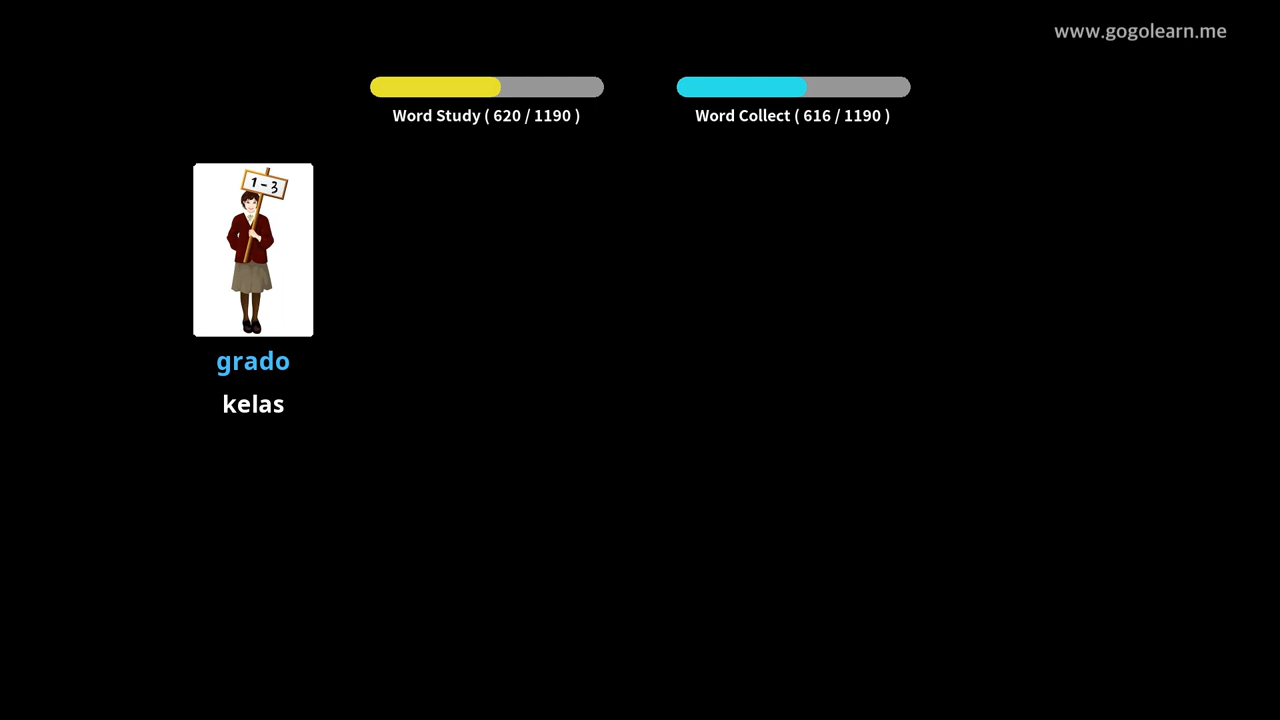 www.gogolearn.me
Word Study ( 620 / 1190 )
Word Collect ( 616 / 1190 )
1 - 3
grado
kelas